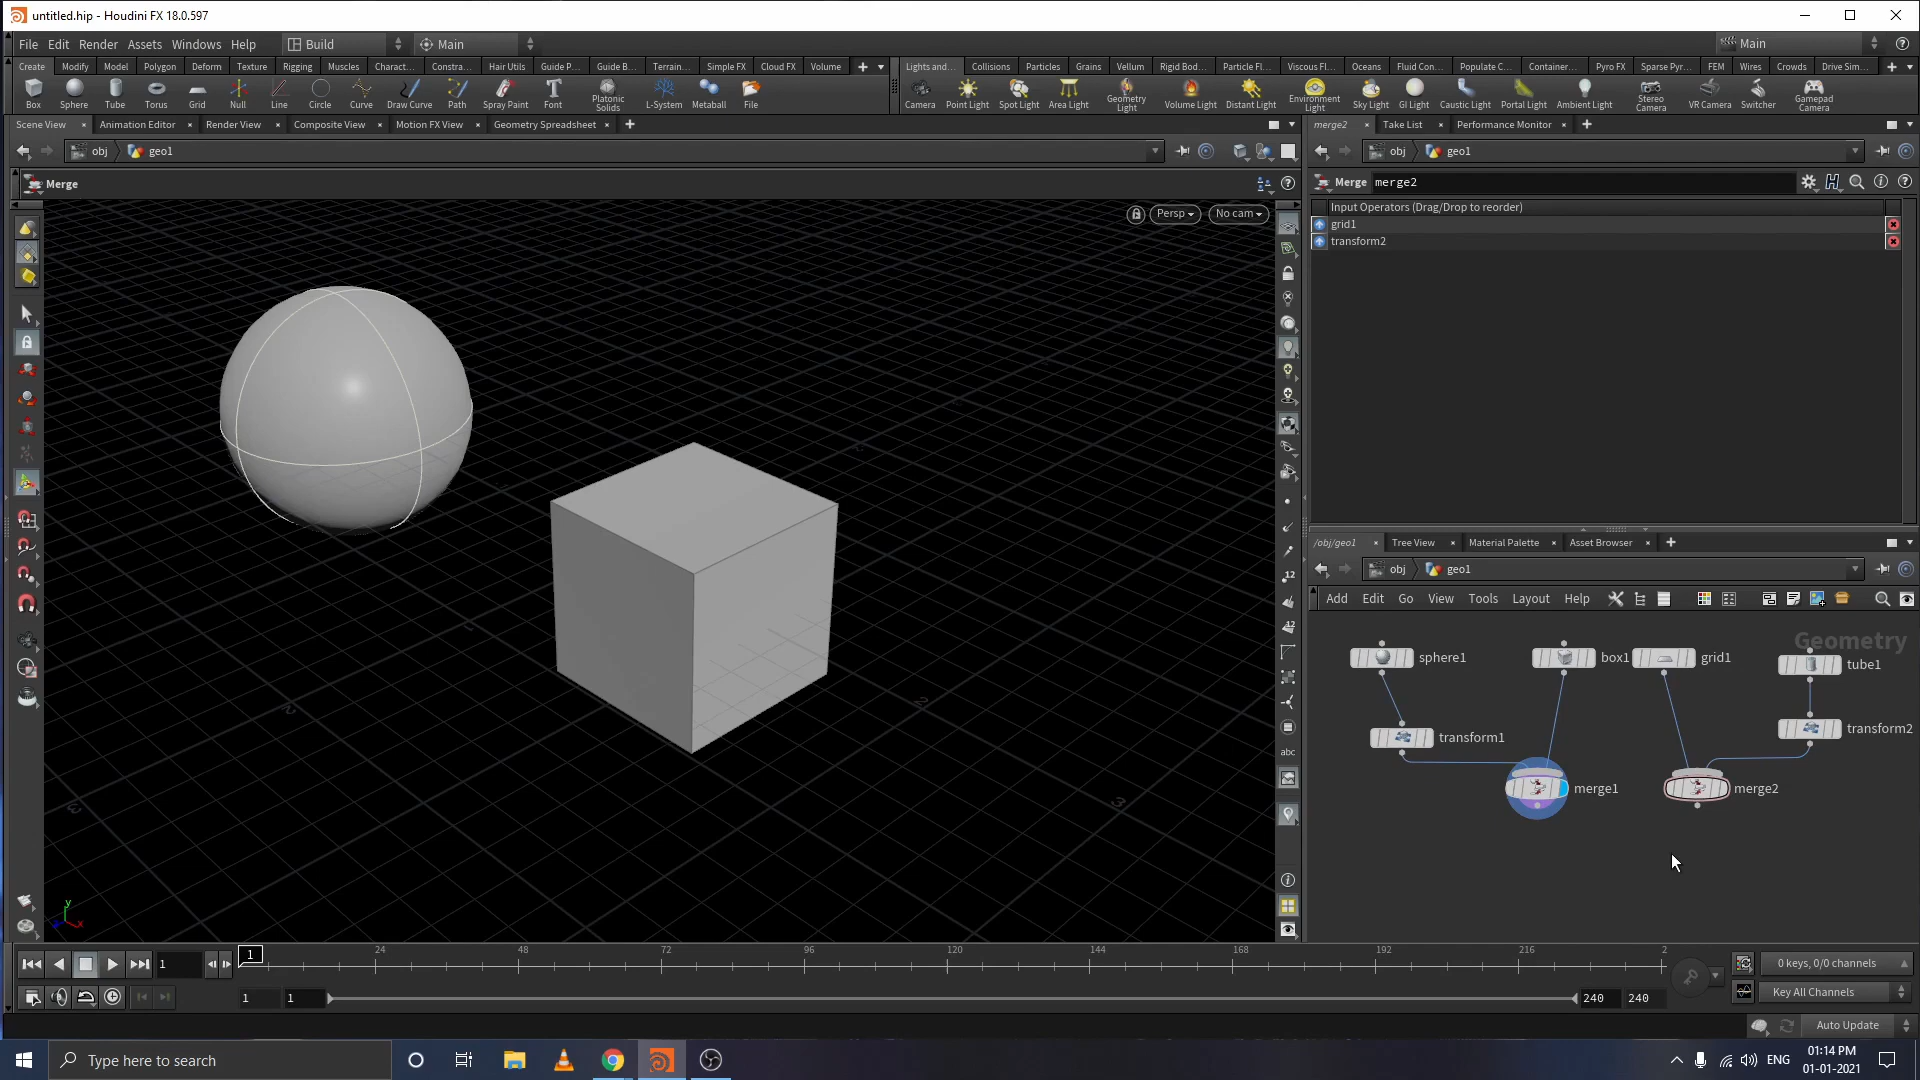 untitled.hip - Houdini FX 18.0.597
File Edit Render Assets Windows Help Build Main Main
Create Modify Model Polygon Deform Texture Rigging Muscles Charact... Constra... Hair Utils Guide P... Guide B... Terrain... Simple FX Cloud FX Volume
Lights and... Collisions Particles Grains Vellum Rigid Bod... Particle Fl... Viscous Fl... Oceans Fluid Con... Populate C... Container... Pyro FX Sparse Pyr... FEM Wires Crowds Drive Sim...
Box Sphere Tube Torus Grid Null Line Circle Curve Draw Curve Path Spray Paint Font Platonic Solids L-System Metaball File
Camera Point Light Spot Light Area Light Geometry Light Volume Light Distant Light Environment Light Sky Light GI Light Caustic Light Portal Light Ambient Light Stereo Camera VR Camera Switcher Gamepad Camera
Scene View Animation Editor Render View Composite View Motion FX View Geometry Spreadsheet
merge2 Take List Performance Monitor
obj geo1
obj geo1
Merge
Merge merge2
Persp No cam
Input Operators (Drag/Drop to reorder)
grid1
transform2
/obj/geo1 Tree View Material Palette Asset Browser
obj geo1
Add Edit Go View Tools Layout Help
Geometry
sphere1 box1 grid1 tube1
transform1 transform2
merge1 merge2
12
12
abc
y
x
1 1 24 48 72 96 120 144 168 192 216 2
0 keys, 0/0 channels
1 1 240 240
Key All Channels
Auto Update
Type here to search
ENG
01:14 PM
01-01-2021